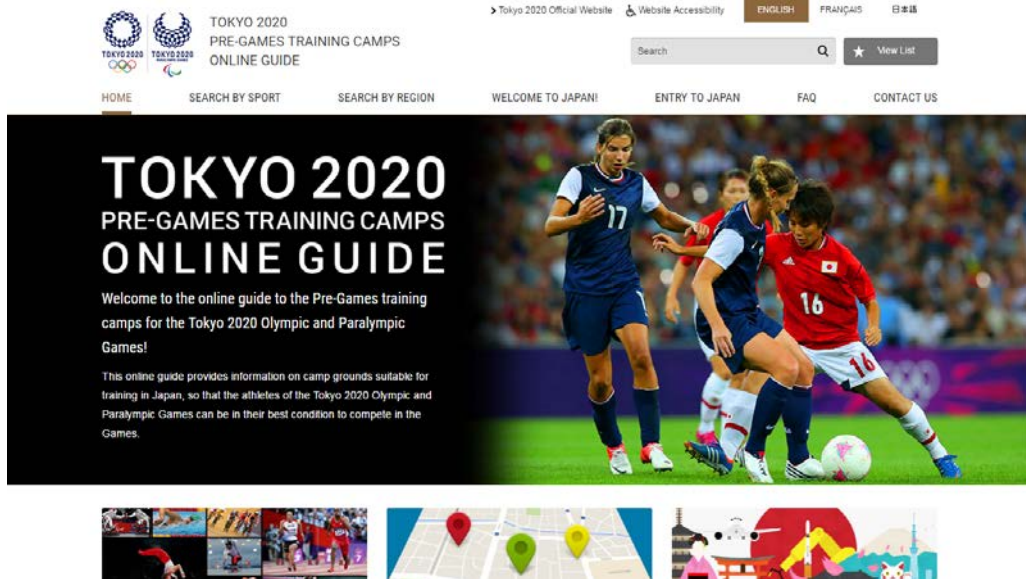 > Tokyo 2020 Official Website
Website Accessibility
ENGLISH
FRANÇAIS
日本語
TOKYO 2020
TOKYO 2020
PARALYMPIC GAMES
TOKYO 2020
PRE-GAMES TRAINING CAMPS
ONLINE GUIDE
Search
View List
HOME
SEARCH BY SPORT
SEARCH BY REGION
WELCOME TO JAPAN!
ENTRY TO JAPAN
FAQ
CONTACT US
TOKYO 2020
PRE-GAMES TRAINING CAMPS
ONLINE GUIDE
Welcome to the online guide to the Pre-Games training
camps for the Tokyo 2020 Olympic and Paralympic
Games!
This online guide provides information on camp grounds suitable for
training in Japan, so that the athletes of the Tokyo 2020 Olympic and
Paralympic Games can be in their best condition to compete in the
Games.
17
16
16